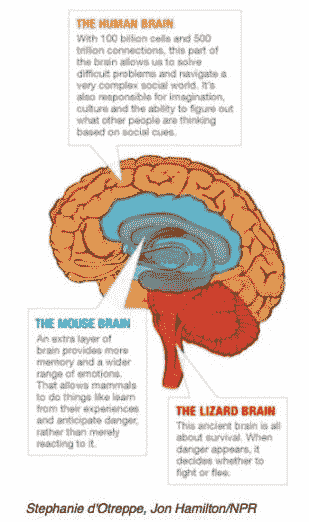 THE HUMAN BRAIN
With 100 billion cells and 500
trillion connections, this part of
the brain allows us to solve
difficult problems and navigate a
very complex social world. It's
also responsible for imagination,
culture and the ability to figure out
what other people are thinking
based on social cues.
THE MOUSE BRAIN
An extra layer of
brain provides more
memory and a wider
range of emotions.
That allows mammals
to do things like learn
from their experiences
and anticipate danger,
rather than merely
reacting to it.
THE LIZARD BRAIN
This ancient brain is all
about survival. When
danger appears, it
decides whether to
fight or flee.
Stephanie d'Otreppe, Jon Hamilton/NPR